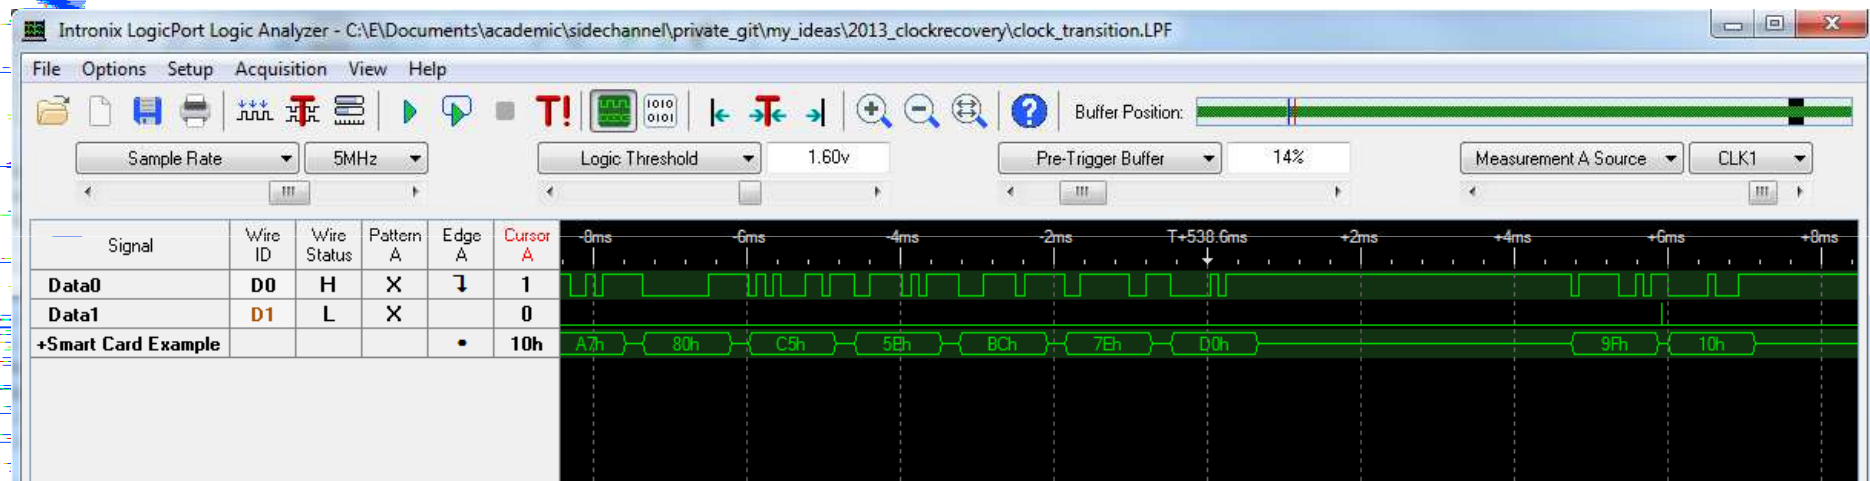 Intronix LogicPort Logic Analyzer - C:\E\Documents\academic\sidechannel\private_git\my_ideas\2013_clockrecovery\clock_transition.LPF
File Options Setup Acquisition View Help
T! 1010 0101 ? Buffer Position:
Sample Rate 5MHz Logic Threshold 1.60v Pre-Trigger Buffer 14% Measurement A Source CLK1
Signal Wire ID Wire Status Pattern A Edge A Cursor A -8ms -6ms -4ms -2ms T+538.6ms +2ms +4ms +6ms +8ms
Data0 D0 H X 1
Data1 D1 L X 0
+Smart Card Example 10h A7h 80h C5h 5Eh BCh 7Eh D0h 9Fh 10h